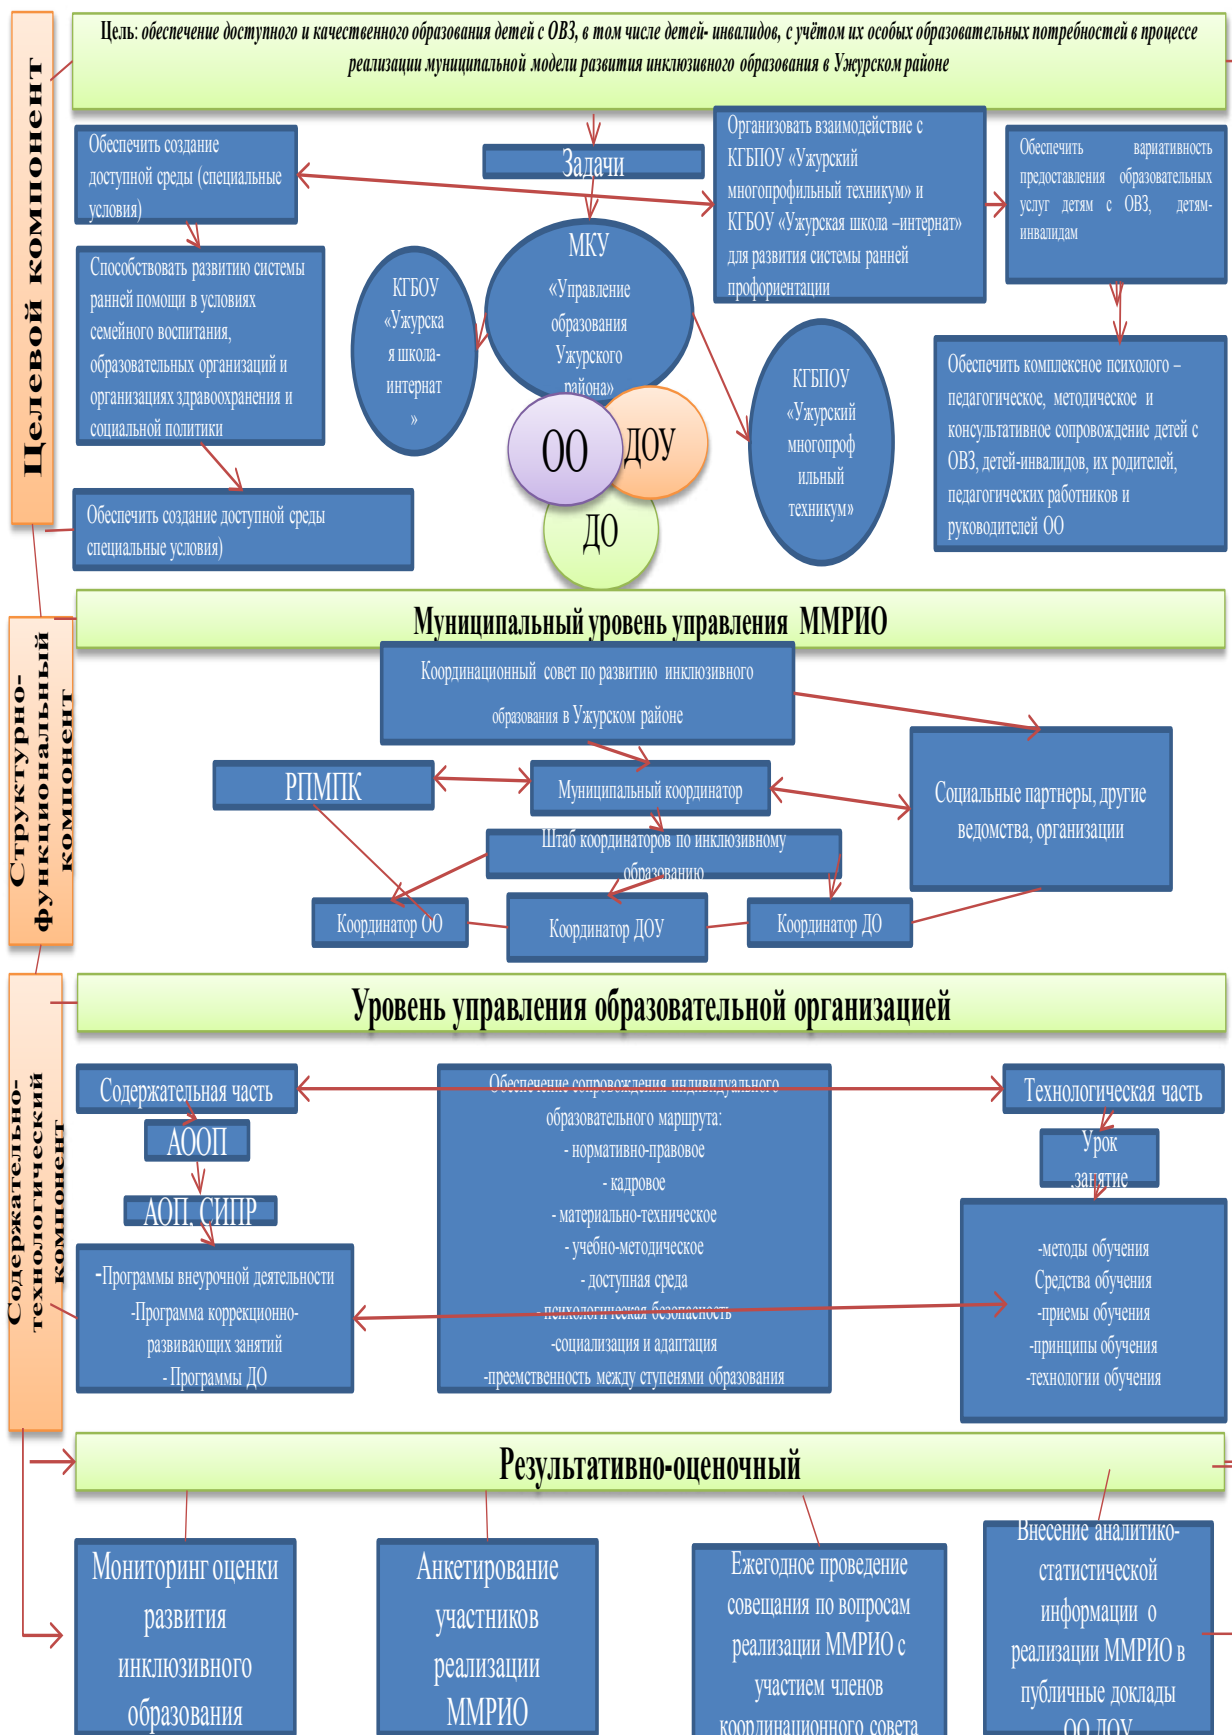 Целевой компонент
Цель: обеспечение доступного и качественного образования детей с ОВЗ, в том числе детей- инвалидов, с учётом их особых образовательных потребностей в процессе
реализации муниципальной модели развития инклюзивного образования в Ужурском районе
Обеспечить создание
доступной среды (специальные
условия)
Задачи
Организовать взаимодействие с
КГБПОУ «Ужурский
многопрофильный техникум» и
КГБОУ «Ужурская школа –интернат»
для развития системы ранней
профориентации
Обеспечить вариативность
предоставления образовательных
услуг детям с ОВЗ, детям-
инвалидам
Способствовать развитию системы
ранней помощи в условиях
семейного воспитания,
образовательных организаций и
организациях здравоохранения и
социальной политики
КГБОУ
«Ужурска
я школа-
интернат
»
МКУ
«Управление
образования
Ужурского
района»
ОО
ДОУ
ДО
КГБПОУ
«Ужурский
многопроф
ильный
техникум»
Обеспечить комплексное психолого –
педагогическое, методическое и
консультативное сопровождение детей с
ОВЗ, детей-инвалидов, их родителей,
педагогических работников и
руководителей ОО
Обеспечить создание доступной среды
специальные условия)
Структурно-
функциональный
компонент
Муниципальный уровень управления ММРИО
Координационный совет по развитию инклюзивного
образования в Ужурском районе
РПМПК
Муниципальный координатор
Социальные партнеры, другие
ведомства, организации
Штаб координаторов по инклюзивному
образованию
Координатор ОО
Координатор ДОУ
Координатор ДО
Содержательно-
технологический
компонент
Уровень управления образовательной организацией
Содержательная часть
АООП
АОП, СИПР
-Программы внеурочной деятельности
-Программа коррекционно-
развивающих занятий
- Программы ДО
Обеспечение сопровождения индивидуального
образовательного маршрута:
- нормативно-правовое
- кадровое
- материально-техническое
- учебно-методическое
- доступная среда
- психологическая безопасность
-социализация и адаптация
-преемственность между ступенями образования
Технологическая часть
Урок
,занятие
-методы обучения
Средства обучения
-приемы обучения
-принципы обучения
-технологии обучения
Результативно-оценочный
Мониторинг оценки
развития
инклюзивного
образования
Анкетирование
участников
реализации
ММРИО
Ежегодное проведение
совещания по вопросам
реализации ММРИО с
участием членов
координационного совета
Внесение аналитико-
статистической
информации о
реализации ММРИО в
публичные доклады
ОО ДОУ